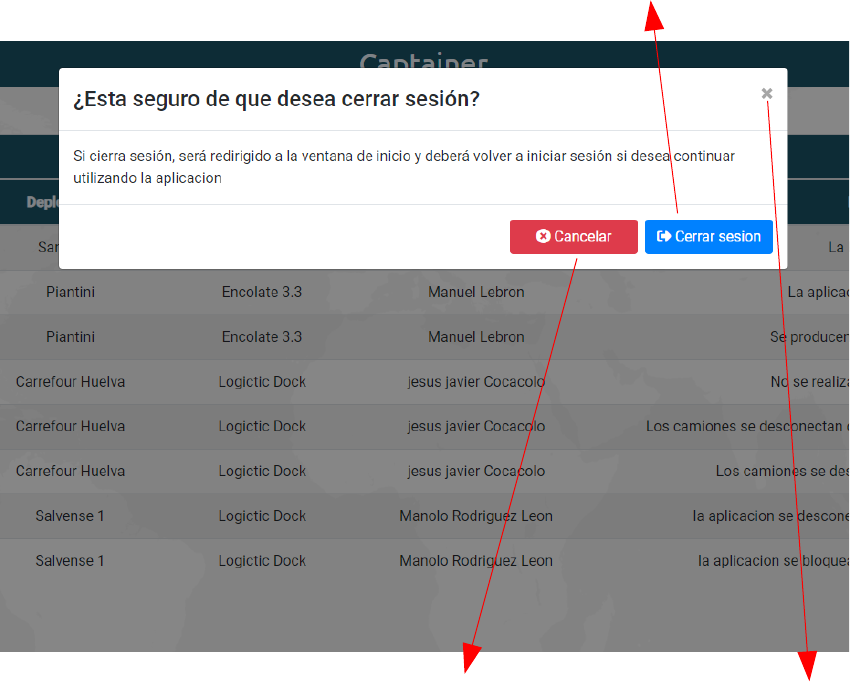 Captainer
¿Esta seguro de que desea cerrar sesión?
Si cierra sesión, será redirigido a la ventana de inicio y deberá volver a iniciar sesión si desea continuar
utilizando la aplicacion
Cancelar Cerrar sesion
La
Piantini Encolate 3.3 Manuel Lebron La aplicac
Piantini Encolate 3.3 Manuel Lebron Se producen
Carrefour Huelva Logictic Dock jesus javier Cocacolo No se realiza
Carrefour Huelva Logictic Dock jesus javier Cocacolo Los camiones se desconectan
Carrefour Huelva Logictic Dock jesus javier Cocacolo Los camiones se des
Salvense 1 Logictic Dock Manolo Rodriguez Leon la aplicacion se descone
Salvense 1 Logictic Dock Manolo Rodriguez Leon la aplicacion se bloquea